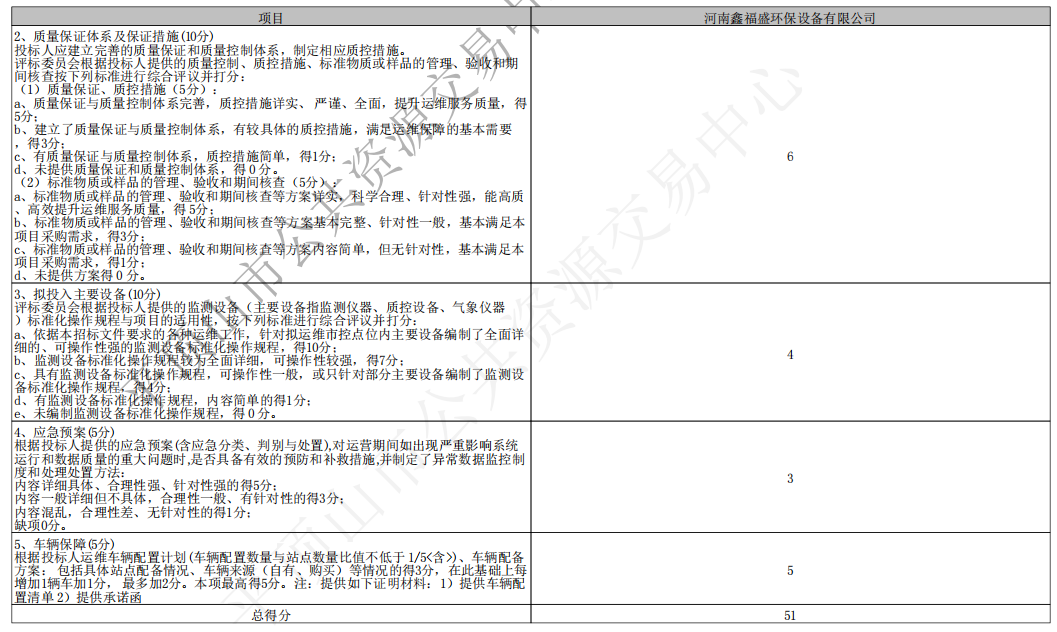 项目
河南鑫福盛环保设备有限公司
2、质量保证体系及保证措施(10分)
投标人应建立完善的质量保证和质量控制体系，制定相应质控措施。
评标委员会根据投标人提供的质量控制、质控措施、标准物质或样品的管理、验收和期
间核查按下列标准进行综合评议并打分：
（1）质量保证、质控措施（5分）：
a、质量保证与质量控制体系完善，质控措施详实、 严谨、全面，提升运维服务质量，得
5分；
b、建立了质量保证与质量控制体系，有较具体的质控措施，满足运维保障的基本需要
，得3分；
c、有质量保证与质量控制体系，质控措施简单，得1分；
d、未提供质量保证和质量控制体系，得 0 分。
（2）标准物质或样品的管理、验收和期间核查（5分）：
a、标准物质或样品的管理、验收和期间核查等方案详实，科学合理、针对性强，能高质
、高效提升运维服务质量，得 5分；
b、标准物质或样品的管理、验收和期间核查等方案基本完整、针对性一般，基本满足本
项目采购需求，得3分；
c、标准物质或样品的管理、验收和期间核查等方案内容简单，但无针对性，基本满足本
项目采购需求，得1分；
d、未提供方案得 0 分。
6
3、拟投入主要设备(10分)
评标委员会根据投标人提供的监测设备（主要设备指监测仪器、质控设备、气象仪器
）标准化操作规程与项目的适用性，按下列标准进行综合评议并打分：
a、依据本招标文件要求的各种运维工作，针对拟运维市控点位内主要设备编制了全面详
细的、可操作性强的监测设备标准化操作规程，得10分；
b、监测设备标准化操作规程较为全面详细，可操作性较强，得7分；
c、具有监测设备标准化操作规程，可操作性一般，或只针对部分主要设备编制了监测设
备标准化操作规程，得4分；
d、有监测设备标准化操作规程，内容简单的得1分；
e、未编制监测设备标准化操作规程，得 0 分。
4
4、应急预案(5分)
根据投标人提供的应急预案(含应急分类、判别与处置),对运营期间如出现严重影响系统
运行和数据质量的重大问题时,是否具备有效的预防和补救措施,并制定了异常数据监控制
度和处理处置方法：
内容详细具体、合理性强、针对性强的得5分；
内容一般详细但不具体，合理性一般、有针对性的得3分；
内容混乱，合理性差、无针对性的得1分；
缺项0分。
3
5、车辆保障(5分)
根据投标人运维车辆配置计划(车辆配置数量与站点数量比值不低于 1/5<含>)、车辆配备
方案： 包括具体站点配备情况、车辆来源（自有、购买）等情况的得3分，在此基础上每
增加1辆车加1分， 最多加2分。本项最高得5分。注：提供如下证明材料：1）提供车辆配
置清单 2）提供承诺函
5
总得分
51
平顶山市公共资源交易中心